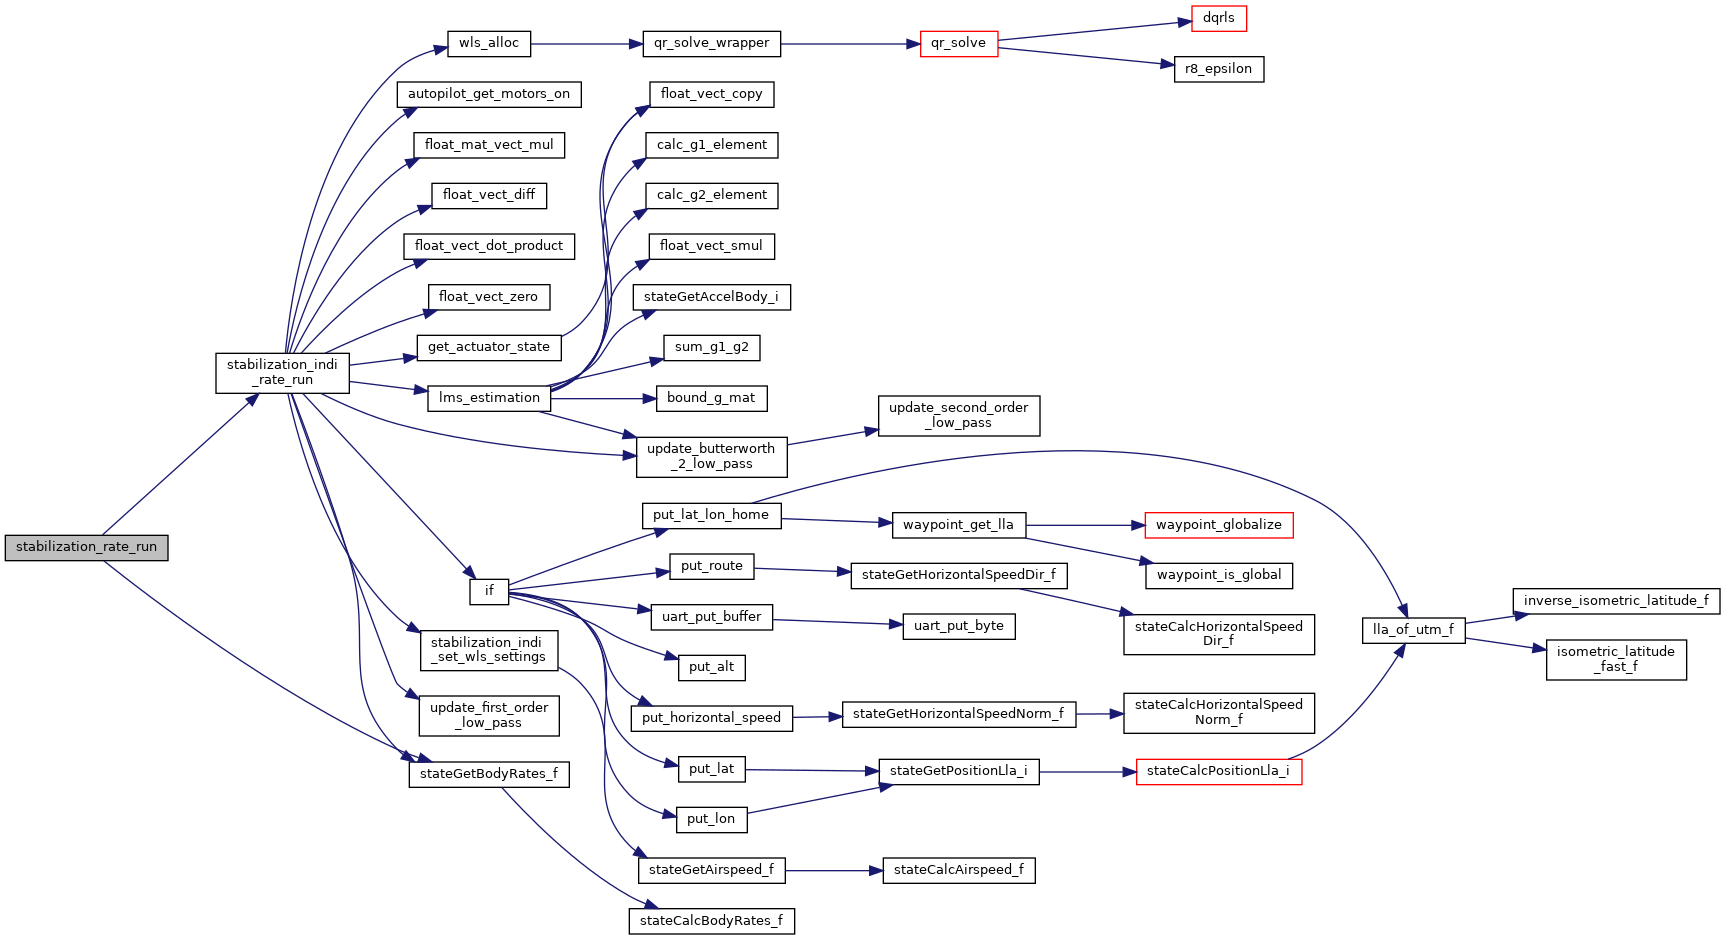 dqrls
wls_alloc
qr_solve_wrapper
qr_solve
r8_epsilon
autopilot_get_motors_on
float_vect_copy
float_mat_vect_mul
calc_g1_element
float_vect_diff
calc_g2_element
float_vect_dot_product
float_vect_smul
float_vect_zero
stateGetAccelBody_i
get_actuator_state
sum_g1_g2
stabilization_indi
_rate_run
lms_estimation
bound_g_mat
update_second_order
_low_pass
update_butterworth
_2_low_pass
put_lat_lon_home
waypoint_get_lla
waypoint_globalize
stabilization_rate_run
put_route
stateGetHorizontalSpeedDir_f
waypoint_is_global
if
inverse_isometric_latitude_f
uart_put_buffer
uart_put_byte
stateCalcHorizontalSpeed
Dir_f
lla_of_utm_f
stabilization_indi
_set_wls_settings
put_alt
isometric_latitude
_fast_f
update_first_order
_low_pass
put_horizontal_speed
stateGetHorizontalSpeedNorm_f
stateCalcHorizontalSpeed
Norm_f
stateGetBodyRates_f
put_lat
stateGetPositionLla_i
stateCalcPositionLla_i
put_lon
stateGetAirspeed_f
stateCalcAirspeed_f
stateCalcBodyRates_f